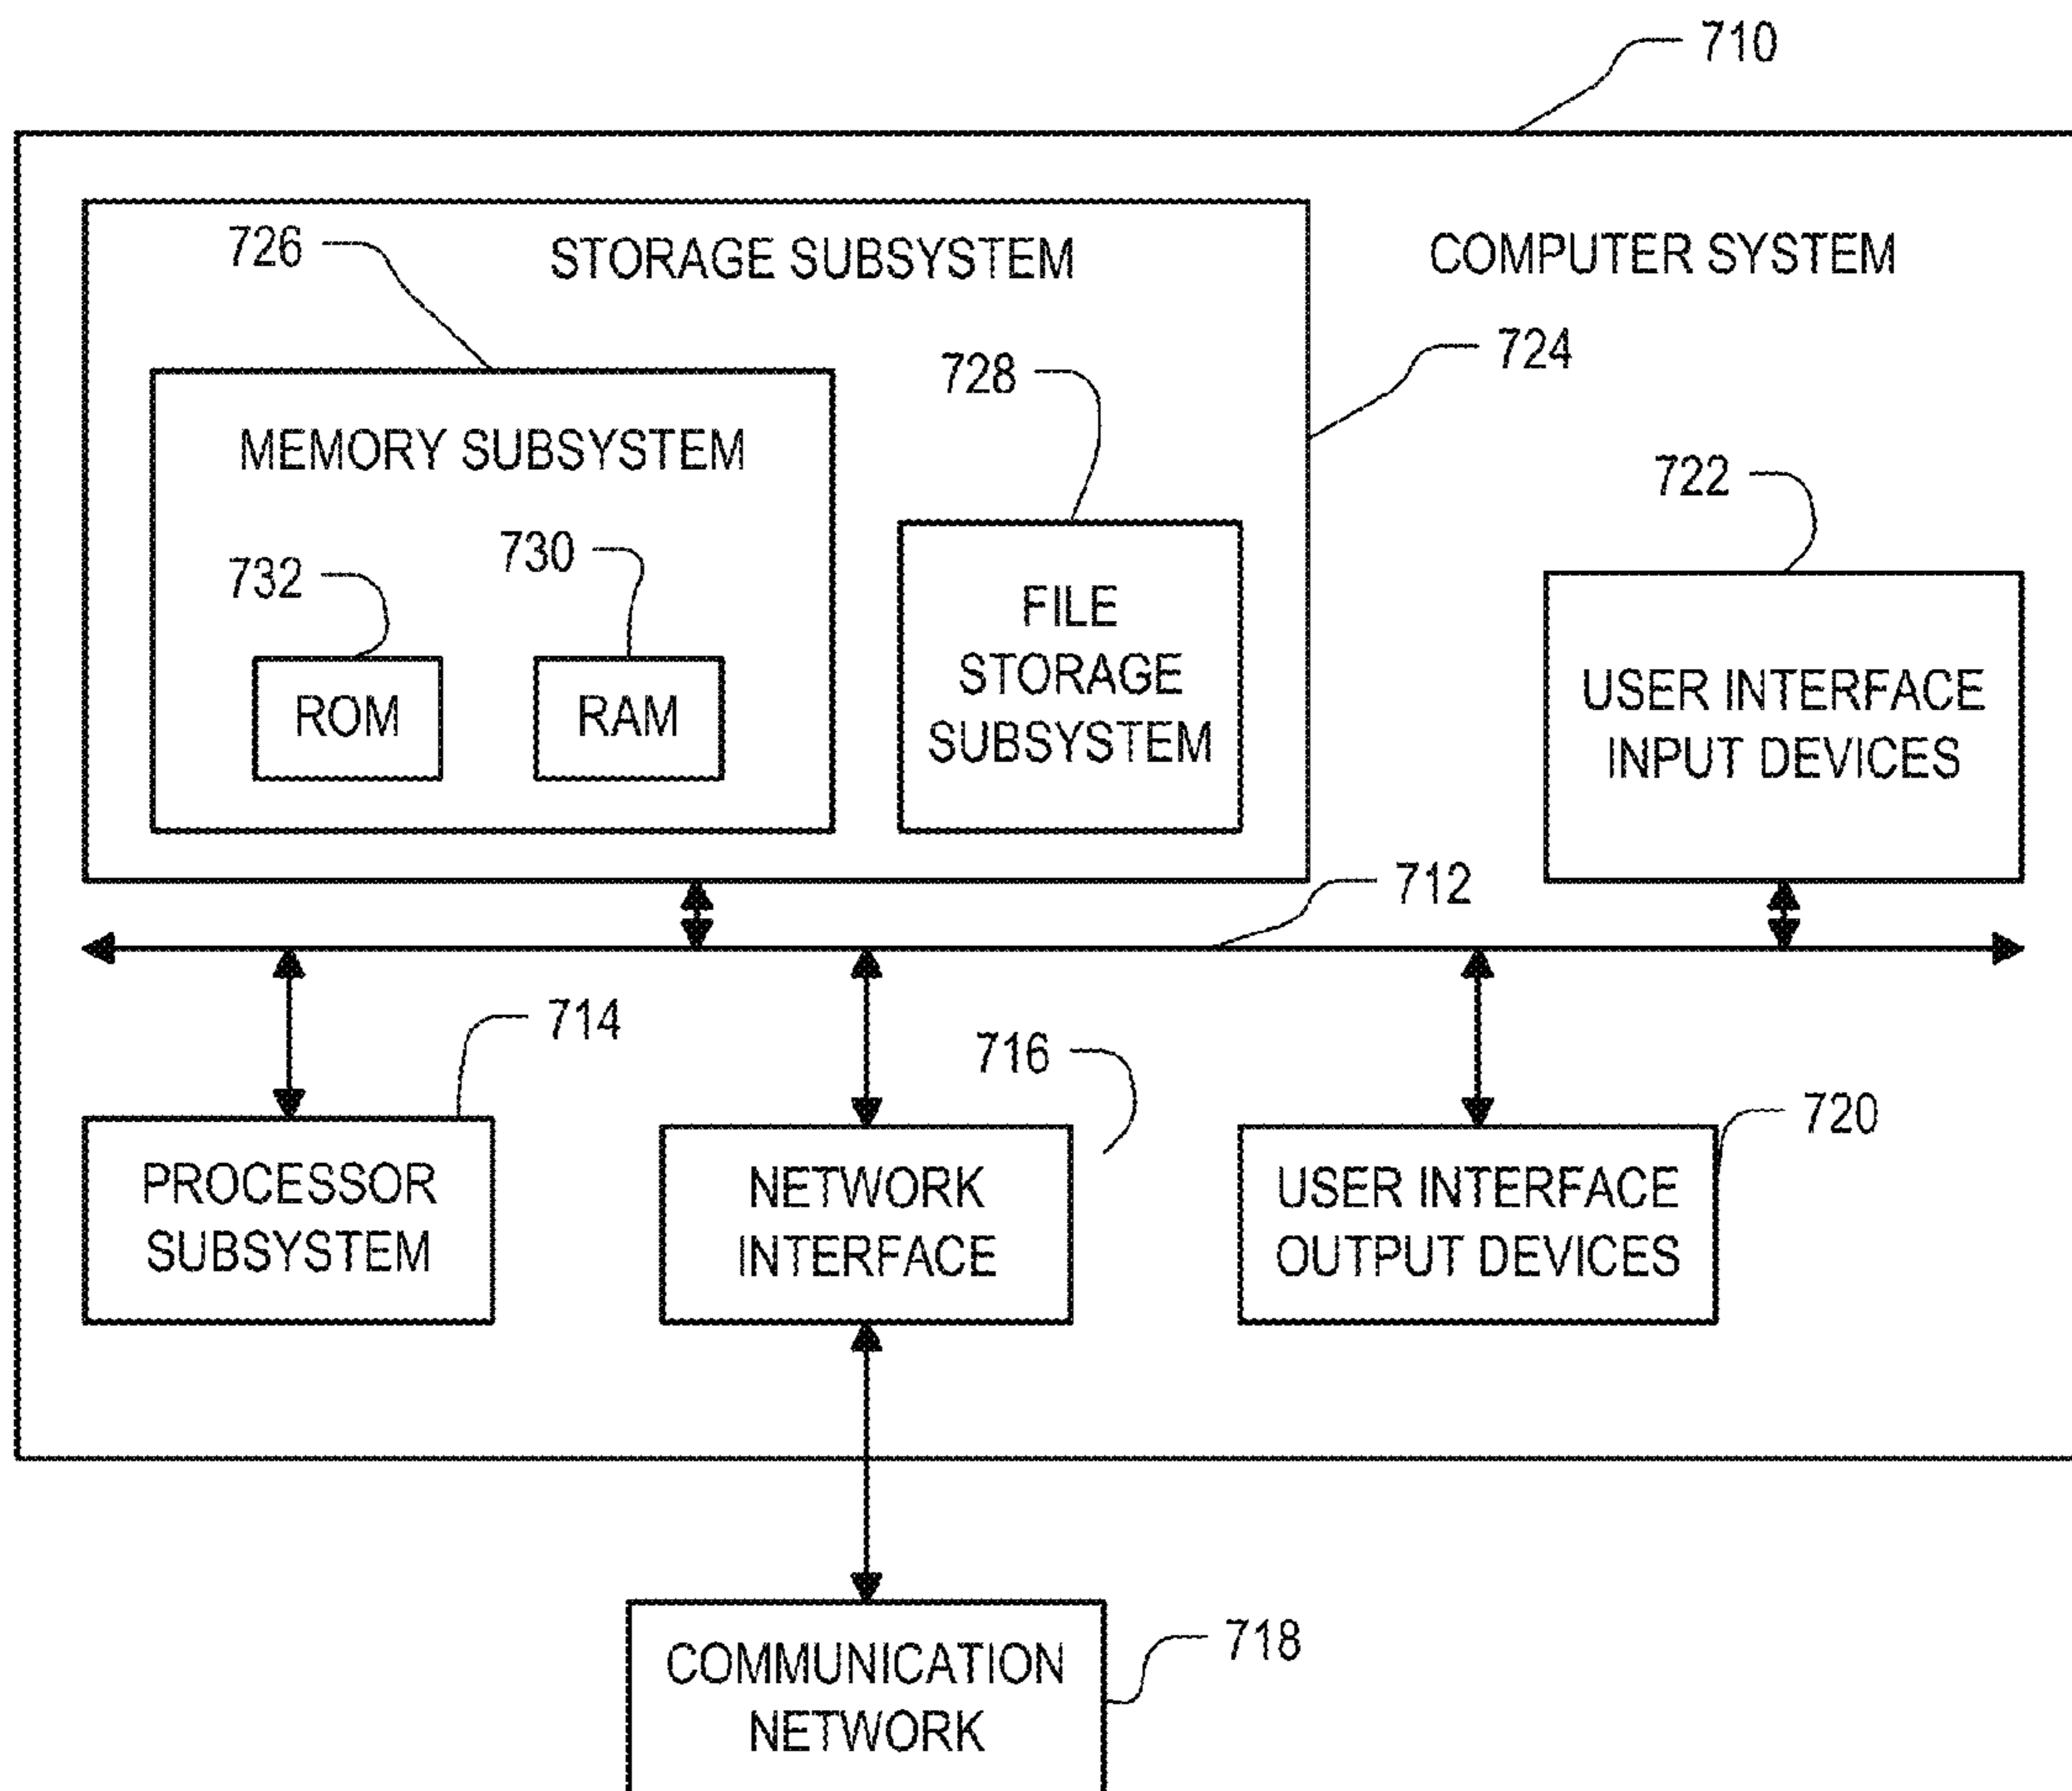 710
726
STORAGE SUBSYSTEM
COMPUTER SYSTEM
724
728
MEMORY SUBSYSTEM
722
732
730
FILE
STORAGE
SUBSYSTEM
ROM
RAM
USER INTERFACE
INPUT DEVICES
712
714
716
720
PROCESSOR
SUBSYSTEM
NETWORK
INTERFACE
USER INTERFACE
OUTPUT DEVICES
718
COMMUNICATION
NETWORK